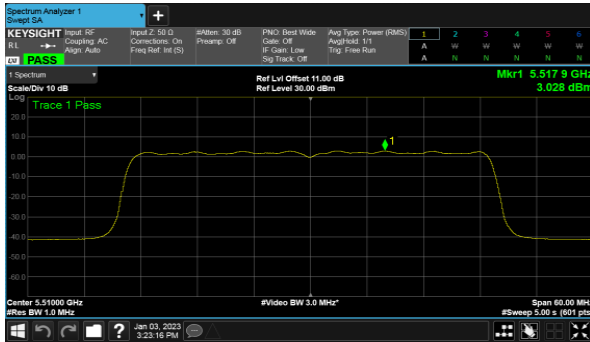 Spectrum Analyzer 1
Swept SA
+
KEYSIGHT Input: RF Input Z: 50 Ω #Atten: 30 dB PNO: Best Wide Avg Type: Power (RMS) 1 2 3 4 5 6
RL Coupling: AC Corrections: On Preamp: Off Gate: Off Avg|Hold: 1/1 A W W W W W
Align: Auto Freq Ref: Int (S) IF Gain: Low Trig: Free Run A N N N N N
LXI PASS Sig Track: Off
1 Spectrum Ref Lvl Offset 11.00 dB Mkr1 5.517 9 GHz
Scale/Div 10 dB Ref Level 30.00 dBm 3.028 dBm
Log
Trace 1 Pass
20.0
10.0
1
0.00
-10.0
-20.0
-30.0
-40.0
-50.0
-60.0
Center 5.51000 GHz #Video BW 3.0 MHz* Span 60.00 MHz
#Res BW 1.0 MHz #Sweep 5.00 s (601 pts)
? Jan 03, 2023
3:23:16 PM